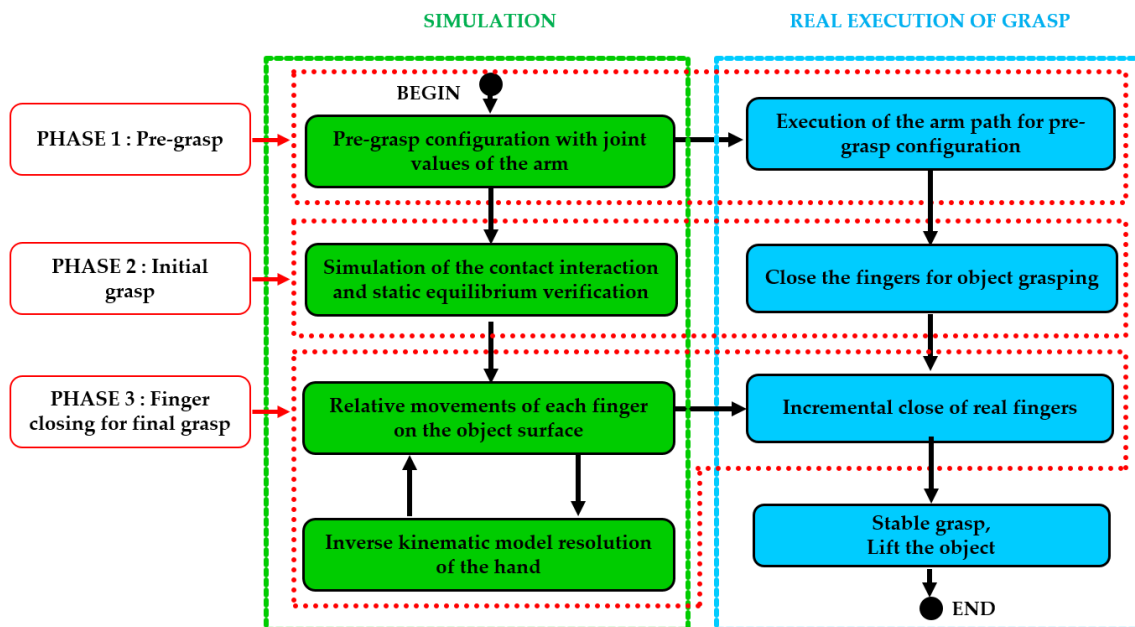 SIMULATION
REAL EXECUTION OF GRASP
BEGIN
PHASE 1 : Pre-grasp
Pre-grasp configuration with joint
values of the arm
Execution of the arm path for pre-
grasp configuration
PHASE 2 : Initial
grasp
Simulation of the contact interaction
and static equilibrium verification
Close the fingers for object grasping
PHASE 3 : Finger
closing for final grasp
Relative movements of each finger
on the object surface
Incremental close of real fingers
Inverse kinematic model resolution
of the hand
Stable grasp,
Lift the object
END